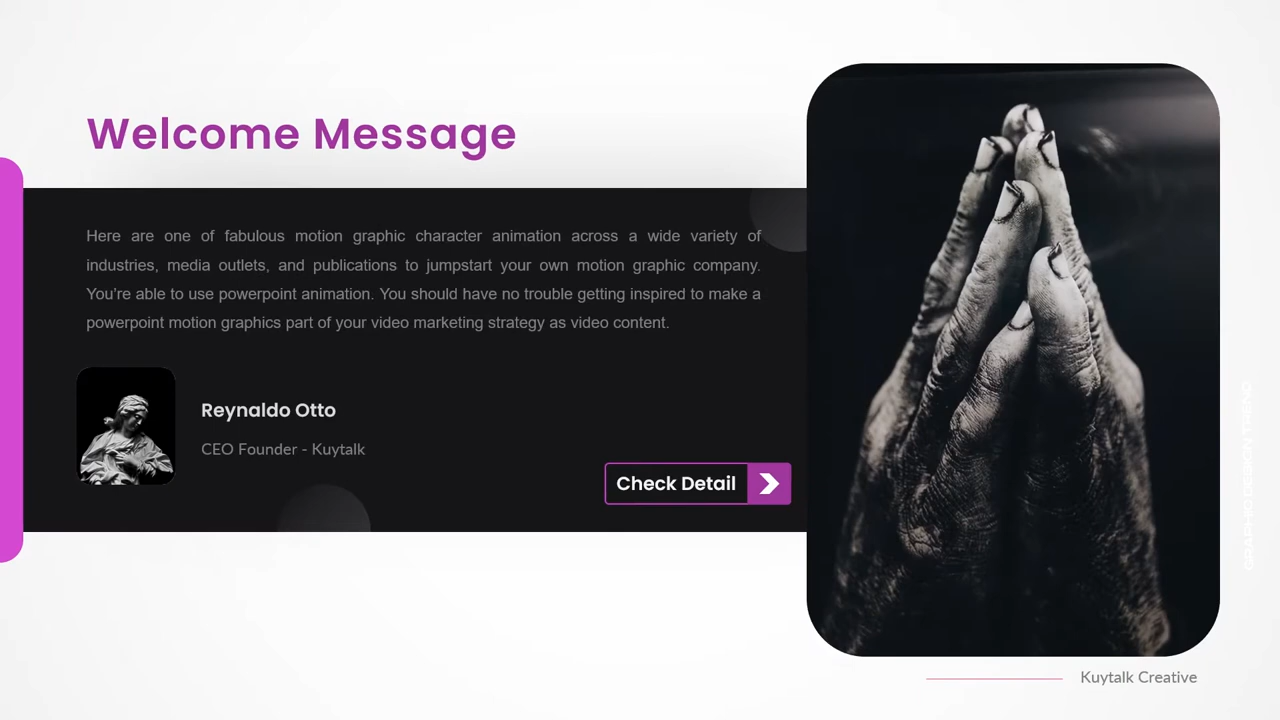 Welcome Message
Here are one of fabulous motion graphic character animation across a wide variety of
industries, media outlets, and publications to jumpstart your own motion graphic company.
You're able to use powerpoint animation. You should have no trouble getting inspired to make a
powerpoint motion graphics part of your video marketing strategy as video content.
Reynaldo Otto
CEO Founder - Kuytalk
Check Detail
GRAPHIC DESIGN TREND
Kuytalk Creative